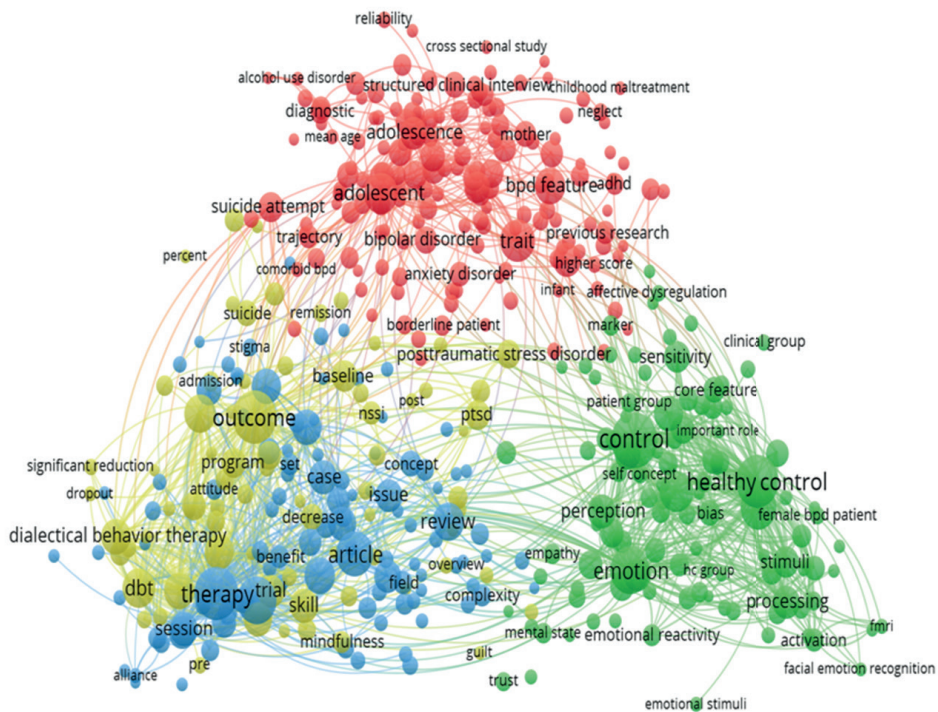 reliability
cross sectional study
alcohol use disorder
structured clinical interview
childhood maltreatment
diagnostic
neglect
mean age
adolescence
mother
adolescent
bpd feature
adhd
suicide attempt
trajectory
bipolar disorder
trait
previous research
percent
comorbid bpd
anxiety disorder
higher score
infant
affective dysregulation
suicide
remission
borderline patient
marker
stigma
posttraumatic stress disorder
sensitivity
clinical group
admission
baseline
core feature
nssi
post
ptsd
patient group
outcome
control
important role
significant reduction
program
set
case
concept
self concept
healthy control
dropout
attitude
issue
perception
bias
female bpd patient
decrease
review
dialectical behavior therapy
benefit
article
overview
empathy
emotion
hc group
stimuli
dbt
therapy
trial
skill
field
complexity
processing
session
mindfulness
mental state
emotional reactivity
activation
fmri
alliance
pre
guilt
trust
facial emotion recognition
emotional stimuli